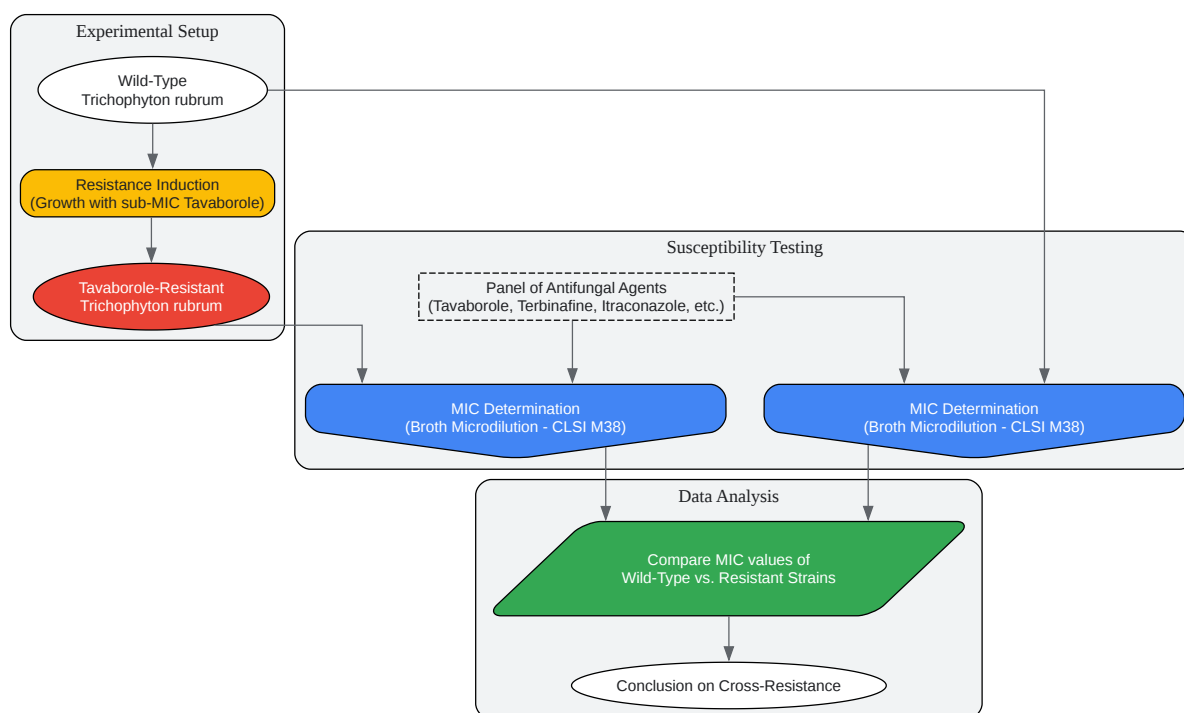 Experimental Setup
Wild-Type
Trichophyton rubrum
Resistance Induction
(Growth with sub-MIC Tavaborole)
Tavaborole-Resistant
Trichophyton rubrum
Susceptibility Testing
Panel of Antifungal Agents
(Tavaborole, Terbinafine, Itraconazole, etc.)
MIC Determination
(Broth Microdilution - CLSI M38)
MIC Determination
(Broth Microdilution - CLSI M38)
Data Analysis
Compare MIC values of
Wild-Type vs. Resistant Strains
Conclusion on Cross-Resistance